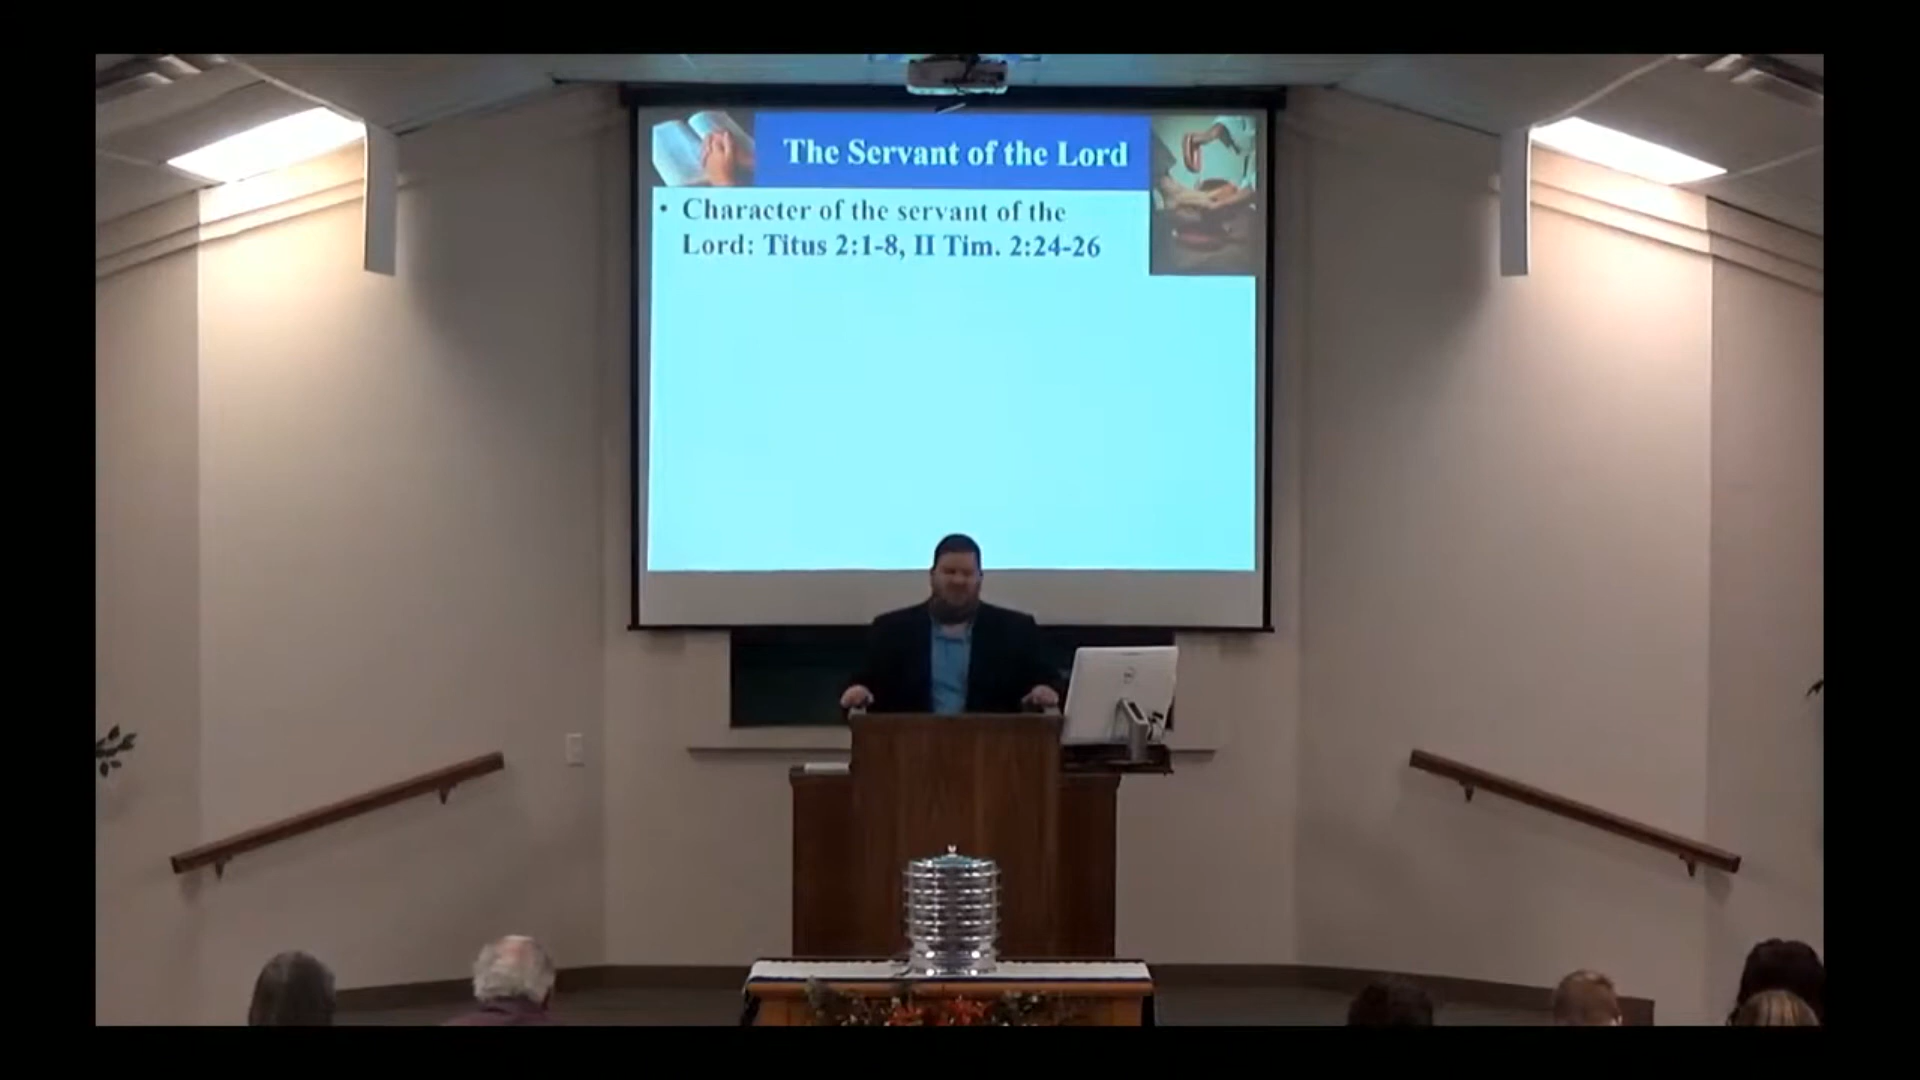 The Servant of the Lord
• Character of the servant of the
Lord: Titus 2:1-8, II Tim. 2:24-26